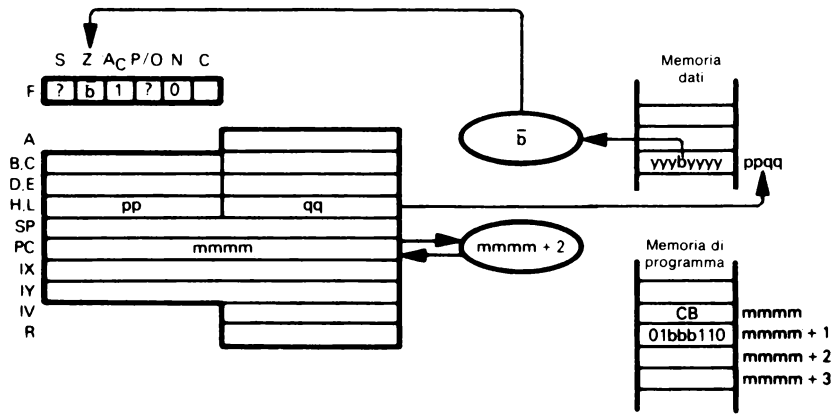 S Z AC P/O N C
F ? b̄ 1 ? 0
b̄
Memoria
dati
yyybyyyy ppqq
A
B,C
D,E
H,L pp qq
SP
PC mmmm mmmm + 2
IX
IY
IV
R
Memoria di
programma
CB mmmm
01bbb110 mmmm + 1
mmmm + 2
mmmm + 3